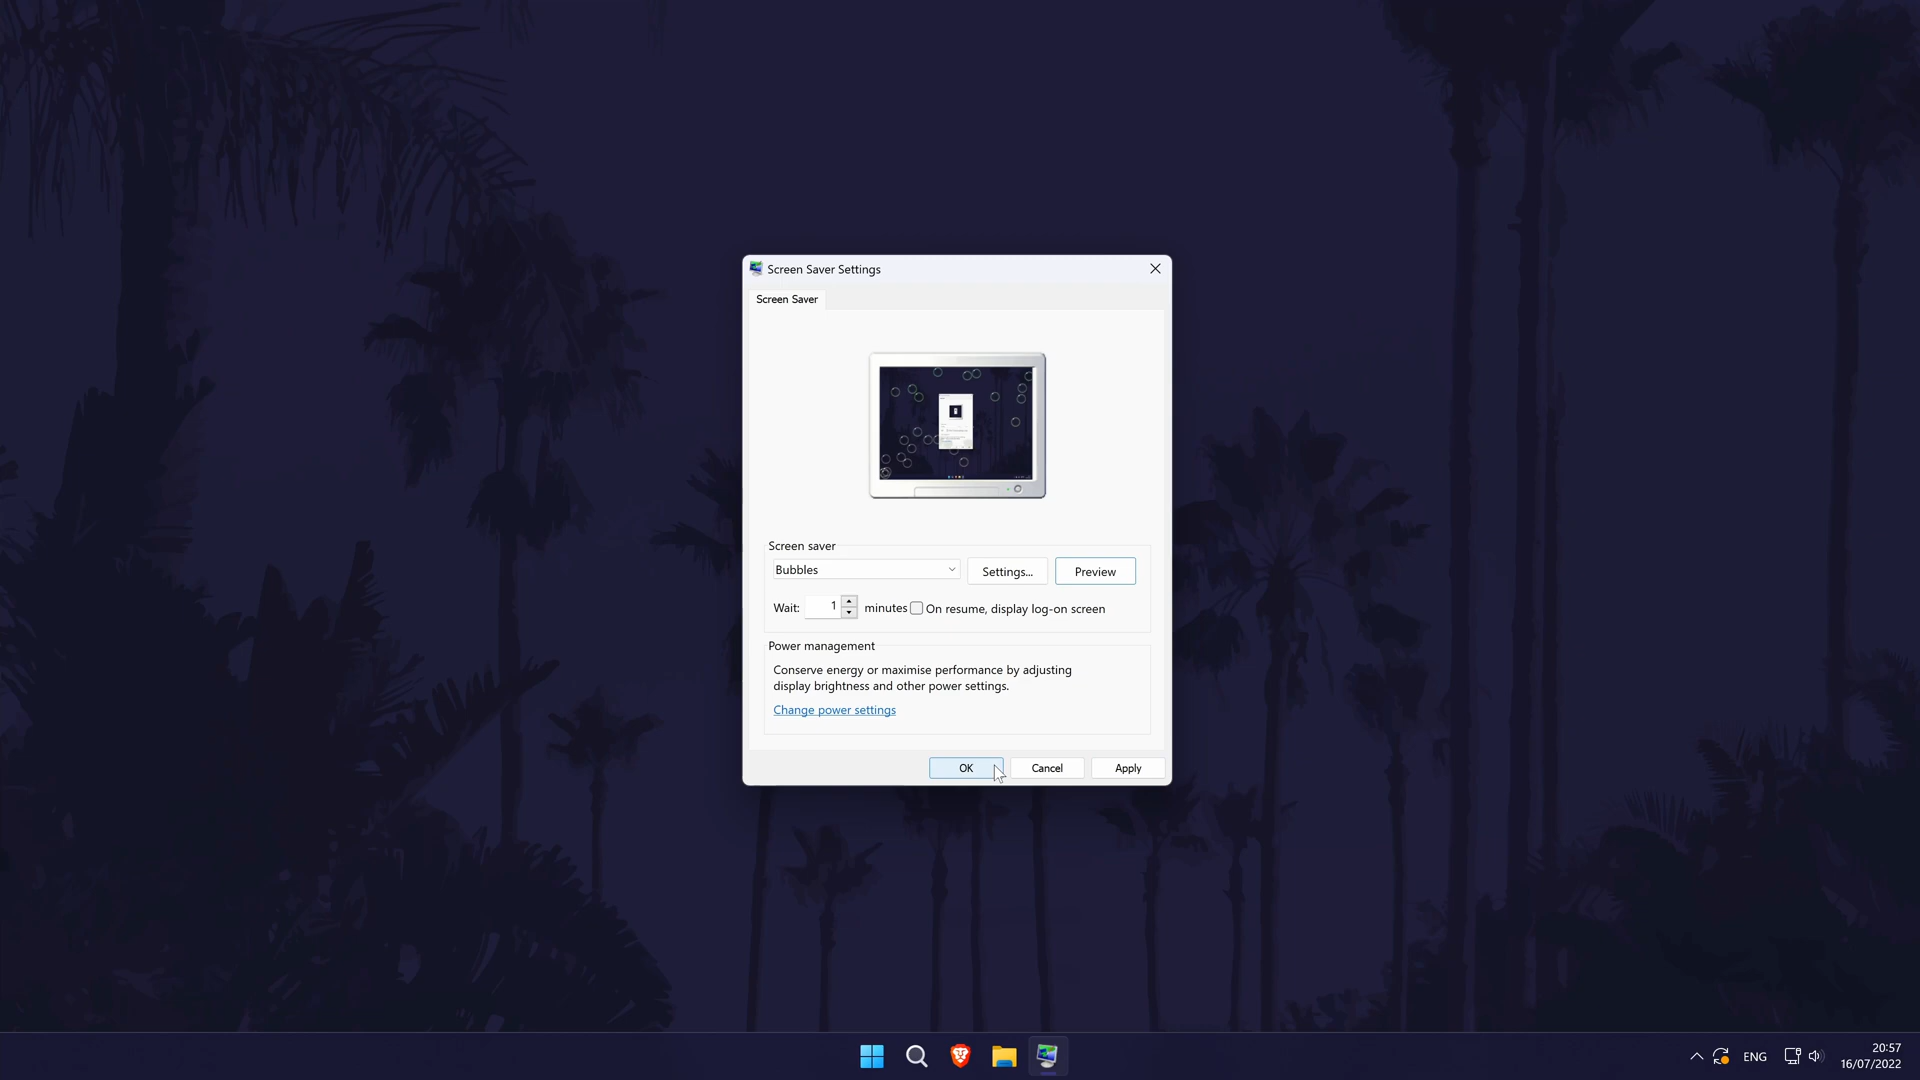 Screen Saver Settings
Screen Saver
Screen saver
Bubbles
Settings...
Preview
Wait: 1 minutes On resume, display log-on screen
Power management
Conserve energy or maximise performance by adjusting
display brightness and other power settings.
Change power settings
OK
Cancel
Apply
ENG
20:57
16/07/2022